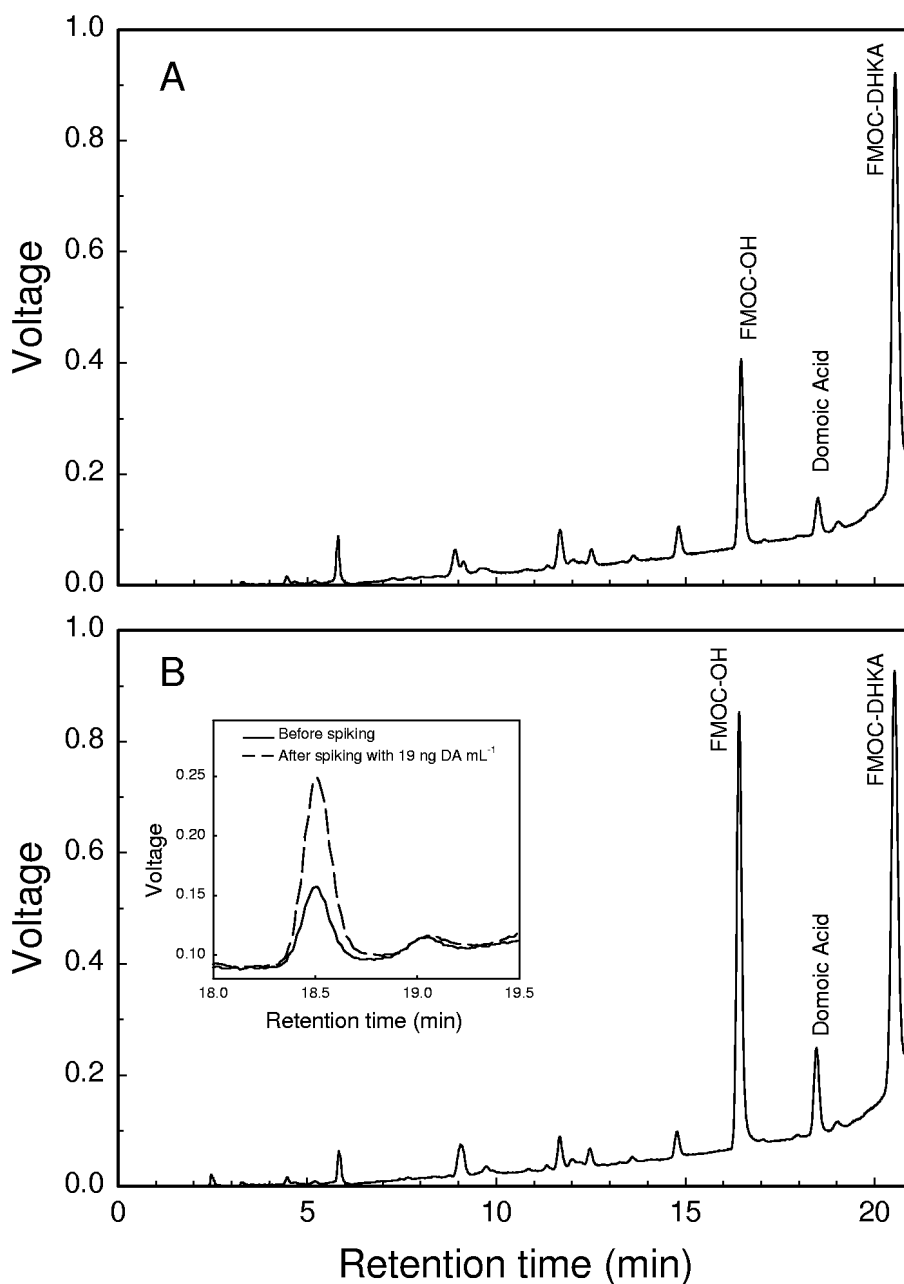 A
Voltage
1.0
0.8
0.6
0.4
0.2
0.0
FMOC-OH
Domoic Acid
FMOC-DHKA
B
Voltage
1.0
0.8
0.6
0.4
0.2
0.0
FMOC-OH
Domoic Acid
FMOC-DHKA
Before spiking
After spiking with 19 ng DA mL⁻¹
Voltage
0.25
0.20
0.15
0.10
18.0 18.5 19.0 19.5
Retention time (min)
0 5 10 15 20
Retention time (min)